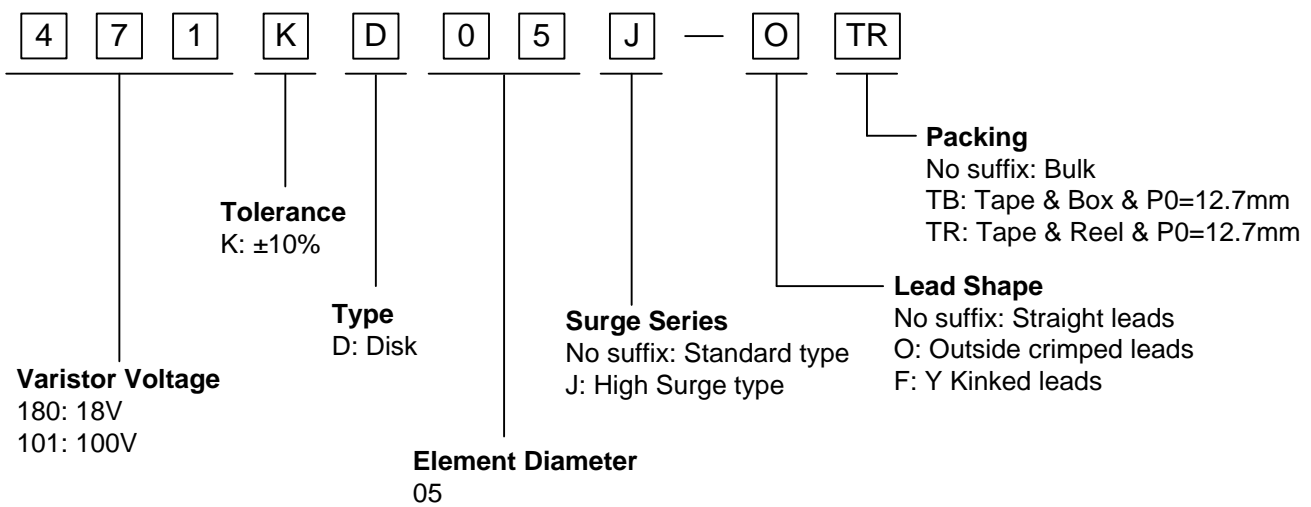 4 7 1 K D 0 5 J — O TR
Packing
No suffix: Bulk
TB: Tape & Box & P0=12.7mm
TR: Tape & Reel & P0=12.7mm
Tolerance
K: ±10%
Lead Shape
No suffix: Straight leads
O: Outside crimped leads
F: Y Kinked leads
Type
D: Disk
Surge Series
No suffix: Standard type
J: High Surge type
Varistor Voltage
180: 18V
101: 100V
Element Diameter
05